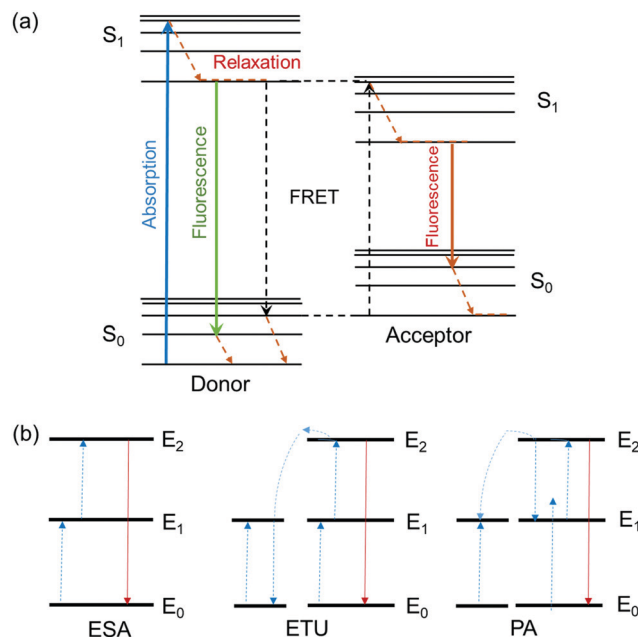 (a)
S1
Relaxation
S1
Absorption
Fluorescence
FRET
Fluorescence
S0
S0
Donor
Acceptor
(b)
E2
E2
E2
E1
E1
E1
E0
E0
E0
ESA
ETU
PA